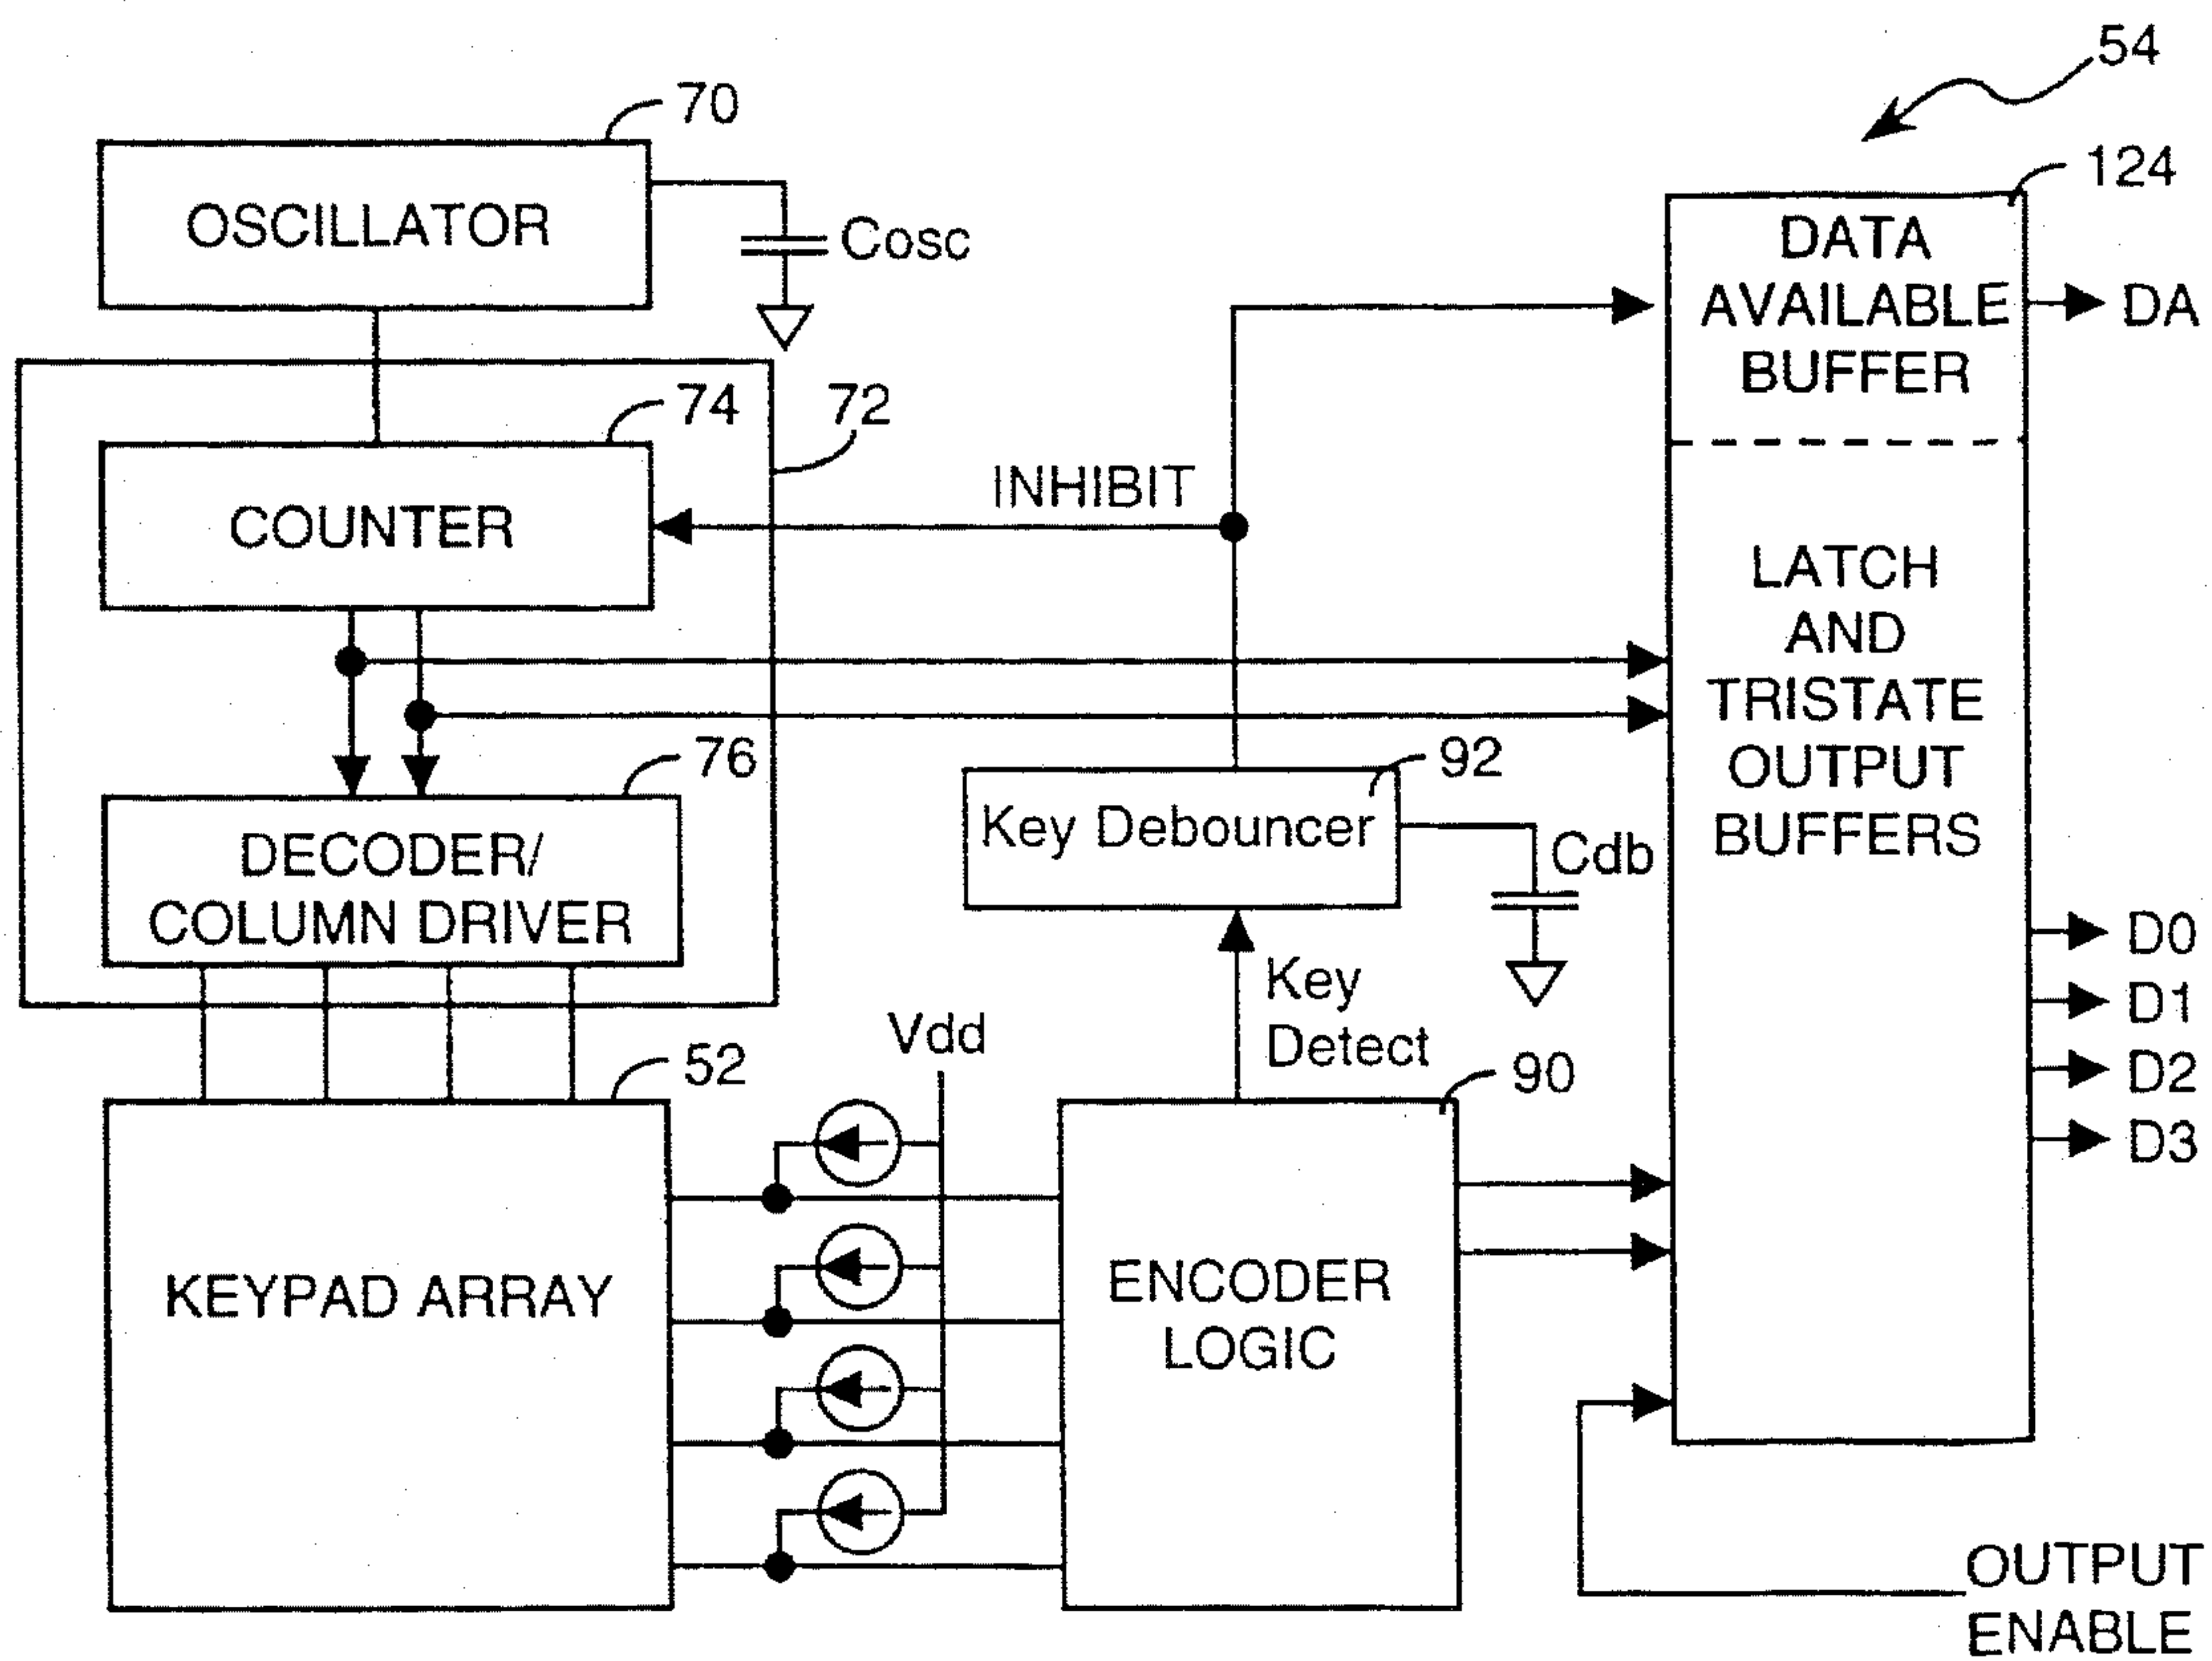 54
70
124
OSCILLATOR
Cosc
DATA
AVAILABLE
BUFFER
DA
74
72
COUNTER
INHIBIT
LATCH
AND
TRISTATE
OUTPUT
BUFFERS
76
92
DECODER/
COLUMN DRIVER
Key Debouncer
Cdb
D0
D1
D2
D3
Key
Detect
Vdd
52
90
KEYPAD ARRAY
ENCODER
LOGIC
OUTPUT
ENABLE